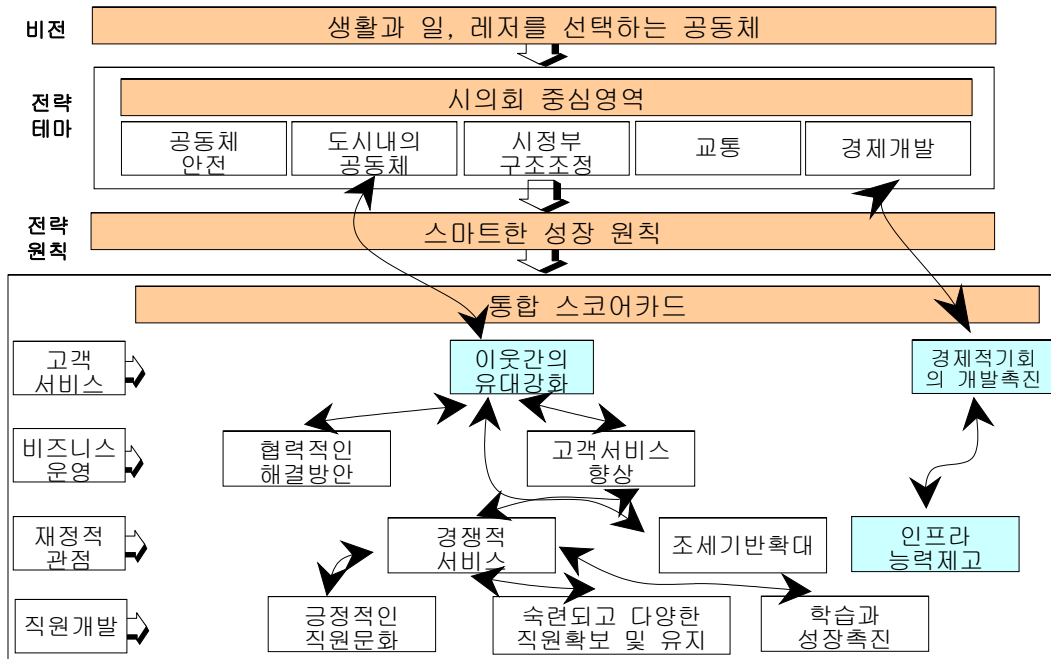 비전
생활과 일, 레저를 선택하는 공동체
전략
테마
시의회 중심영역
공동체
안전
도시내의
공동체
시정부
구조조정
교통
경제개발
전략
원칙
스마트한 성장 원칙
통합 스코어카드
고객
서비스
이웃간의
유대강화
경제적기회
의 개발촉진
비즈니스
운영
협력적인
해결방안
고객서비스
향상
재정적
관점
경쟁적
서비스
조세기반확대
인프라
능력제고
직원개발
긍정적인
직원문화
숙련되고 다양한
직원확보 및 유지
학습과
성장촉진